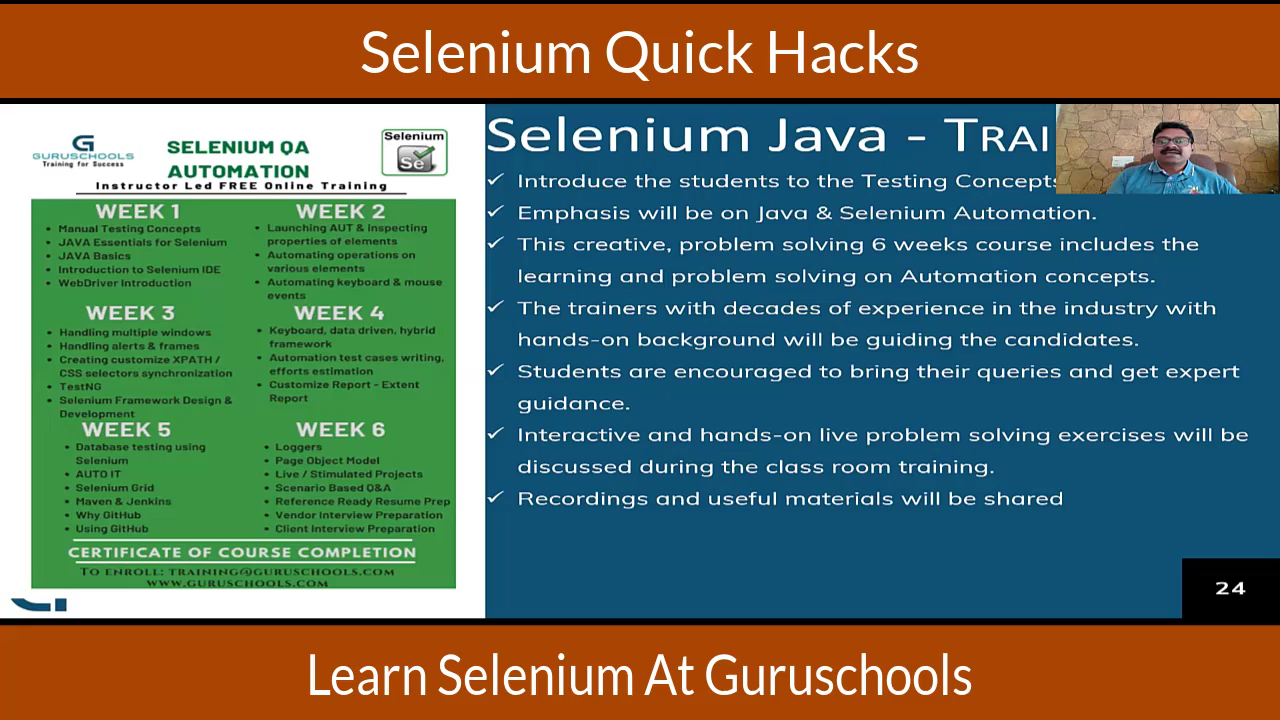 Selenium Quick Hacks
G
GURUSCHOOLS
Training for Success
SELENIUM QA
AUTOMATION
Selenium
Se
Instructor Led FREE Online Training
WEEK 1
Manual Testing Concepts
JAVA Essentials for Selenium
JAVA Basics
Introduction to Selenium IDE
WebDriver Introduction
WEEK 2
Launching AUT & inspecting
properties of elements
Automating operations on
various elements
Automating keyboard & mouse
events
WEEK 3
Handling multiple windows
Handling alerts & frames
Creating customize XPATH /
CSS selectors synchronization
TestNG
Selenium Framework Design &
Development
WEEK 4
Keyboard, data driven, hybrid
framework
Automation test cases writing,
efforts estimation
Customize Report - Extent
Report
WEEK 5
Database testing using
Selenium
AUTO IT
Selenium Grid
Maven & Jenkins
Why GitHub
Using GitHub
WEEK 6
Loggers
Page Object Model
Live / Stimulated Projects
Scenario Based Q&A
Reference Ready Resume Prep
Vendor Interview Preparation
Client Interview Preparation
CERTIFICATE OF COURSE COMPLETION
TO ENROLL: TRAINING@GURUSCHOOLS.COM
WWW.GURUSCHOOLS.COM
Selenium Java - TRAI
Introduce the students to the Testing Concepts
Emphasis will be on Java & Selenium Automation.
This creative, problem solving 6 weeks course includes the
learning and problem solving on Automation concepts.
The trainers with decades of experience in the industry with
hands-on background will be guiding the candidates.
Students are encouraged to bring their queries and get expert
guidance.
Interactive and hands-on live problem solving exercises will be
discussed during the class room training.
Recordings and useful materials will be shared
24
Learn Selenium At Guruschools